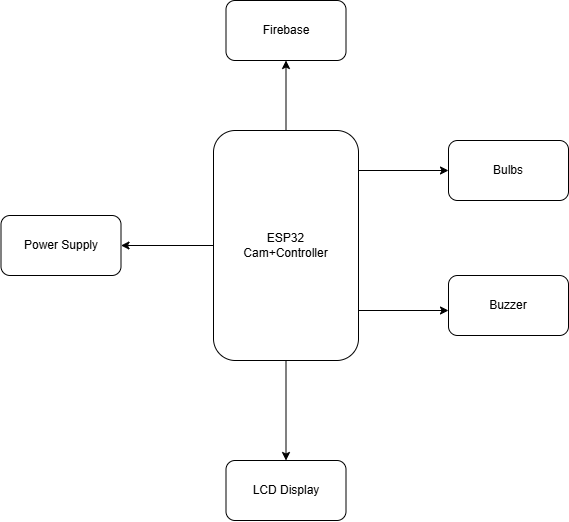 Firebase
Bulbs
Power Supply
ESP32
Cam+Controller
Buzzer
LCD Display